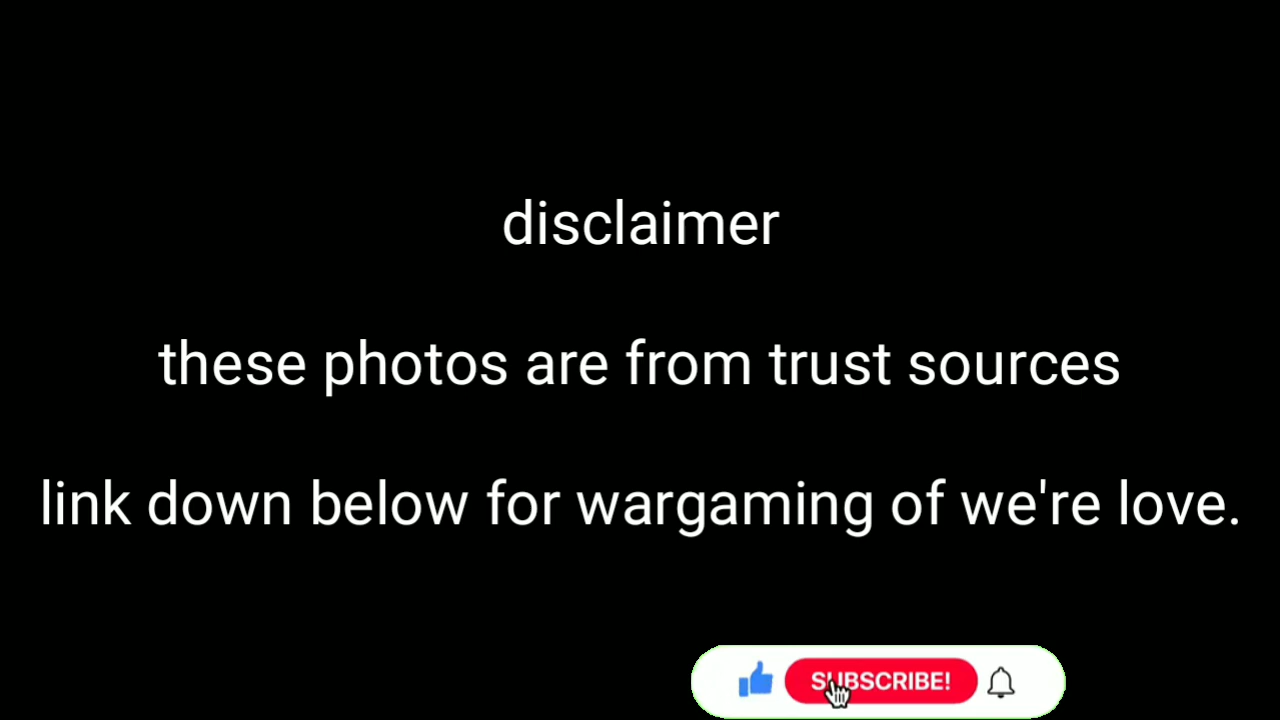 disclaimer
these photos are from trust sources
link down below for wargaming of we're love.
SUBSCRIBE!